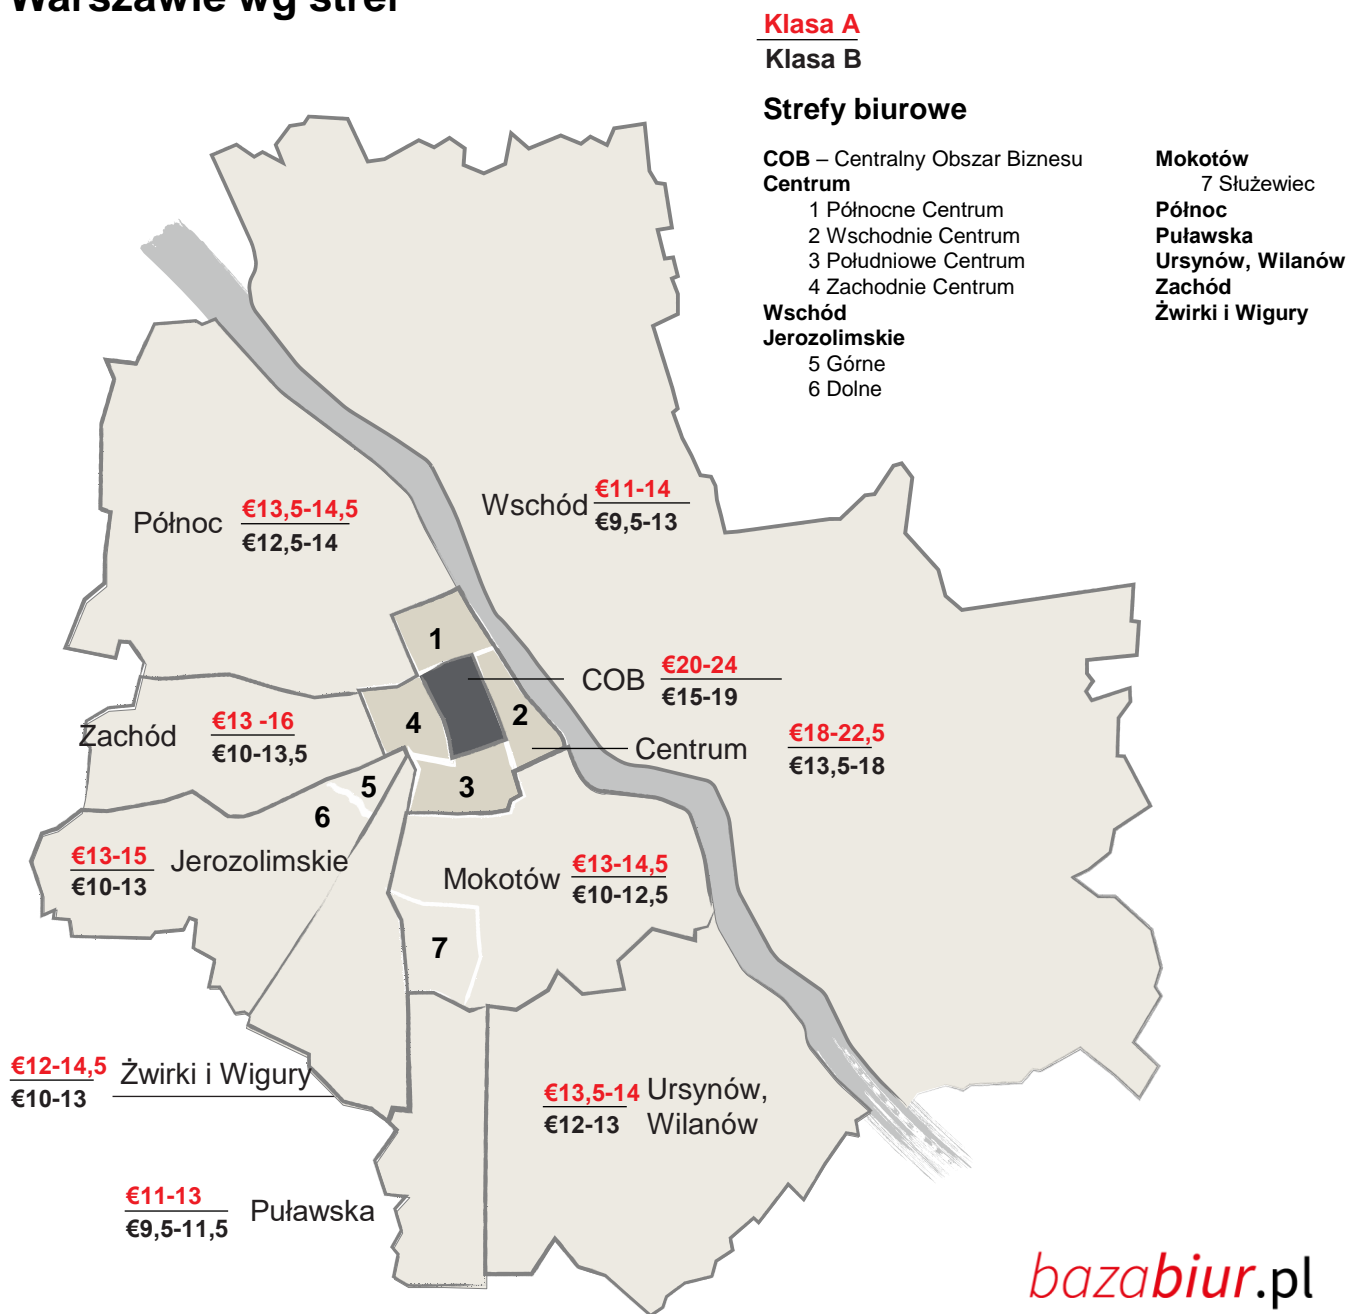 Warszawie wg stref
Klasa A
Klasa B
Strefy biurowe
COB – Centralny Obszar Biznesu
Centrum
1 Północne Centrum
2 Wschodnie Centrum
3 Południowe Centrum
4 Zachodnie Centrum
Wschód
Jerozolimskie
5 Górne
6 Dolne
Mokotów
7 Służewiec
Północ
Puławska
Ursynów, Wilanów
Zachód
Żwirki i Wigury
Wschód
€11-14
€9,5-13
Północ
€13,5-14,5
€12,5-14
1
COB
€20-24
€15-19
4
2
Zachód
€13 -16
€10-13,5
Centrum
€18-22,5
€13,5-18
5
3
6
Jerozolimskie
€13-15
€10-13
Mokotów
€13-14,5
€10-12,5
7
€12-14,5
€10-13
Żwirki i Wigury
€13,5-14
€12-13
Ursynów,
Wilanów
€11-13
€9,5-11,5
Puławska
bazabiur.pl